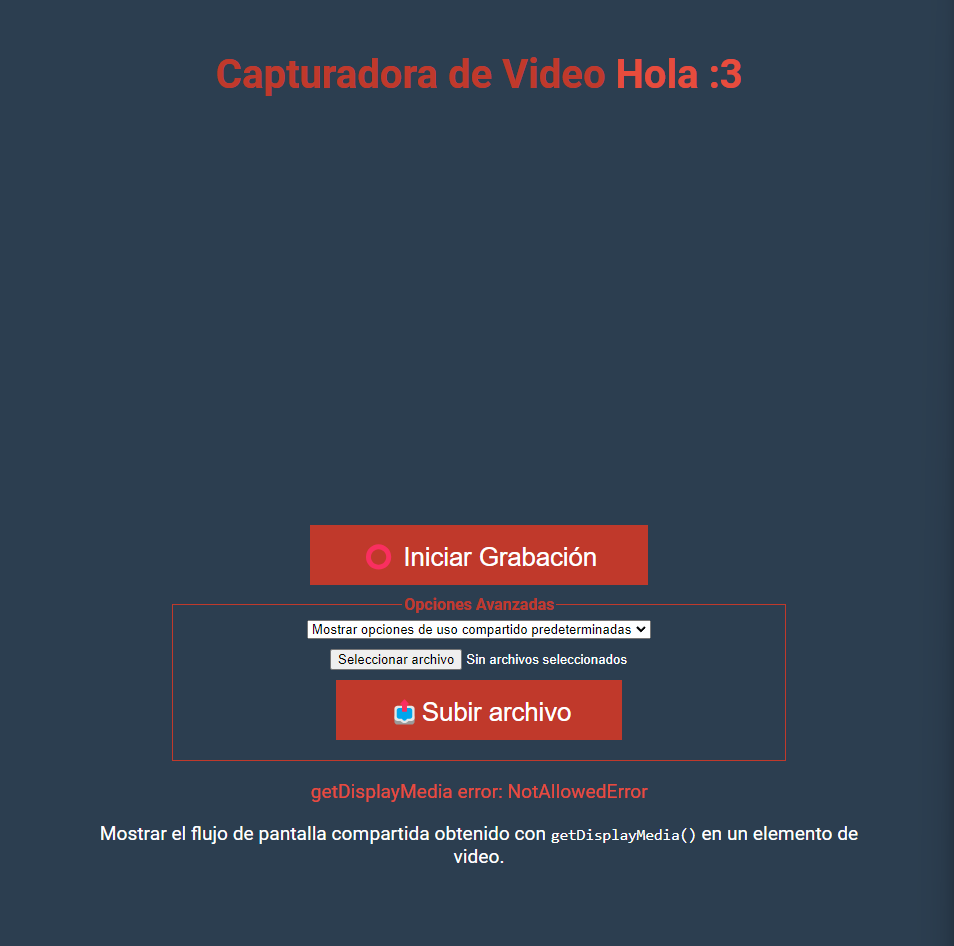 Capturadora de Video Hola :3
⭕ Iniciar Grabación
Opciones Avanzadas
Mostrar opciones de uso compartido predeterminadas
Seleccionar archivo Sin archivos seleccionados
📤 Subir archivo
getDisplayMedia error: NotAllowedError
Mostrar el flujo de pantalla compartida obtenido con getDisplayMedia() en un elemento de
video.